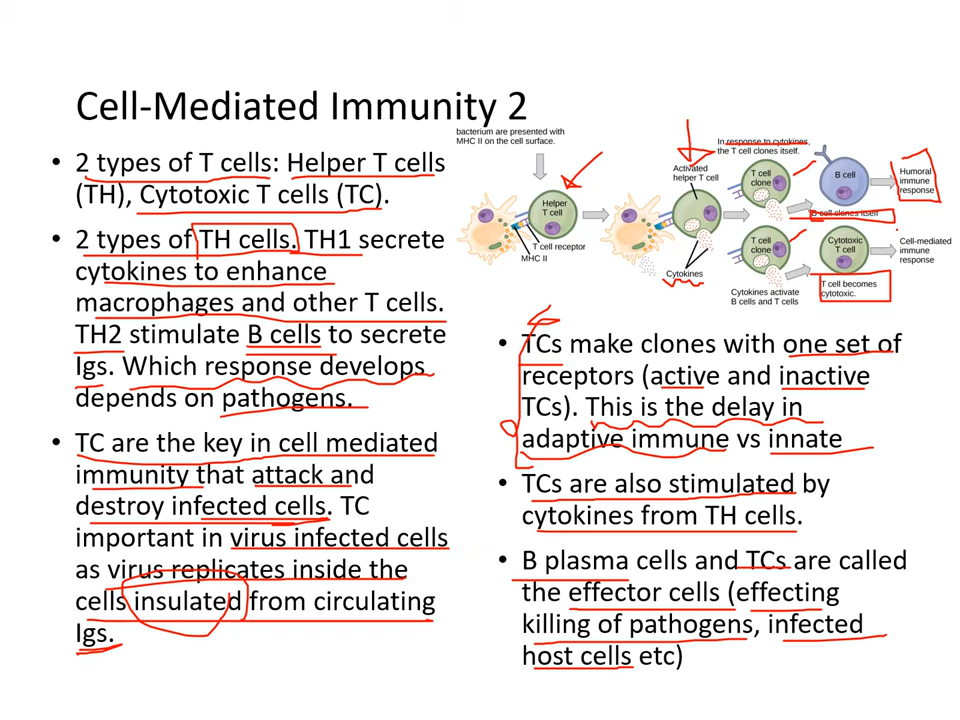 Cell-Mediated Immunity 2
• 2 types of T cells: Helper T cells
(TH), Cytotoxic T cells (TC).
• 2 types of TH cells. TH1 secrete
cytokines to enhance
macrophages and other T cells.
TH2 stimulate B cells to secrete
Igs. Which response develops
depends on pathogens.
• TC are the key in cell mediated
immunity that attack and
destroy infected cells. TC
important in virus infected cells
as virus replicates inside the
cells insulated from circulating
Igs.
bacterium are presented with
MHC II on the cell surface.
Helper
T cell
T cell receptor
MHC II
Activated
helper T cell
Cytokines
In response to cytokines,
the T cell clones itself.
T cell
clone
B cell
Humoral
immune
response
B cell clones itself
T cell
clone
Cytotoxic
T cell
Cell-mediated
immune
response
Cytokines activate
B cells and T cells
T cell becomes
cytotoxic.
• TCs make clones with one set of
receptors (active and inactive
TCs). This is the delay in
adaptive immune vs innate
• TCs are also stimulated by
cytokines from TH cells.
• B plasma cells and TCs are called
the effector cells (effecting
killing of pathogens, infected
host cells etc)